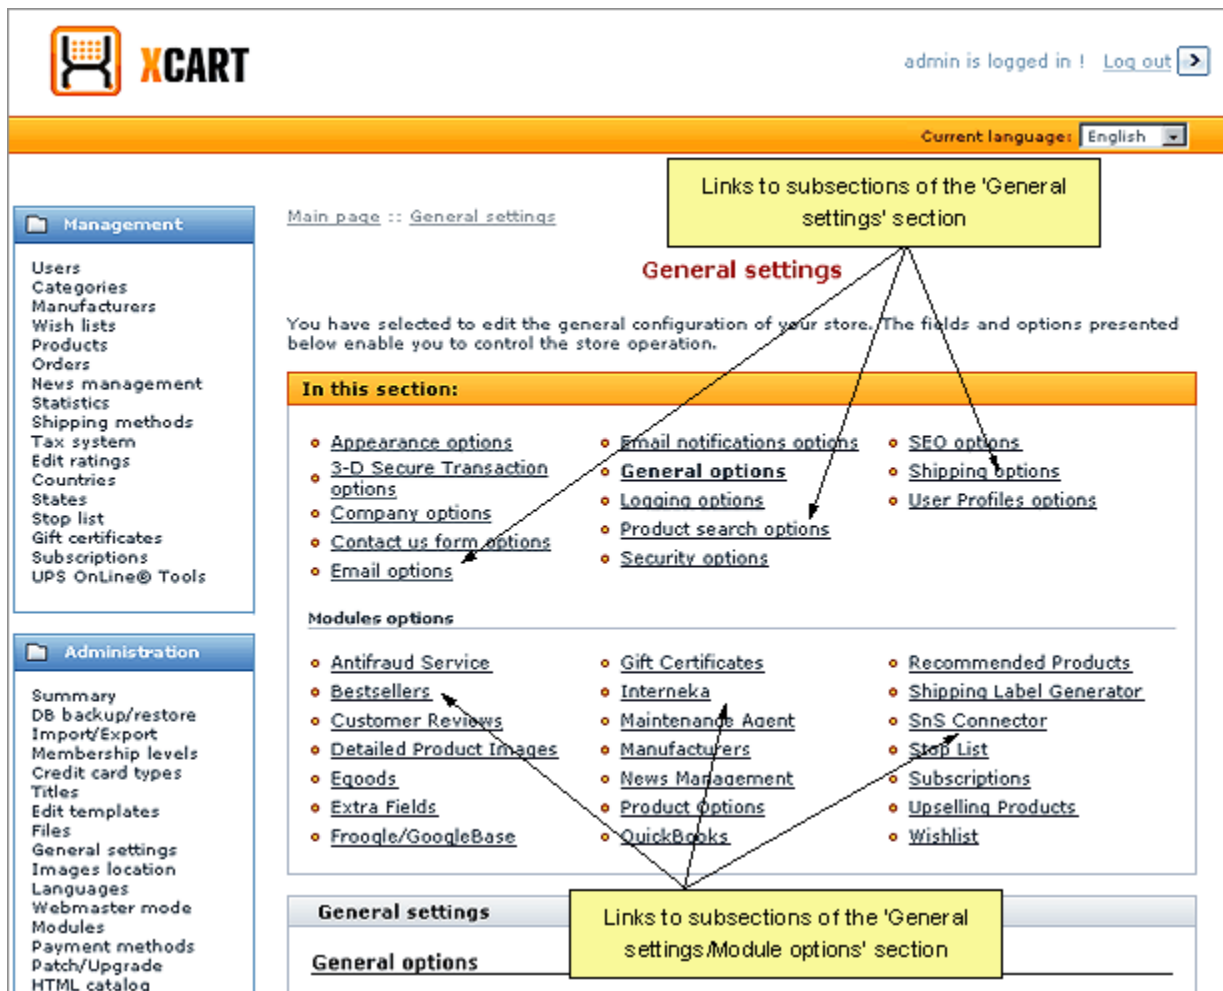 XCART
admin is logged in ! Log out
Current language: English
Links to subsections of the 'General
settings' section
Management
Users
Categories
Manufacturers
Wish lists
Products
Orders
News management
Statistics
Shipping methods
Tax system
Edit ratings
Countries
States
Stop list
Gift certificates
Subscriptions
UPS OnLine® Tools
Administration
Summary
DB backup/restore
Import/Export
Membership levels
Credit card types
Titles
Edit templates
Files
General settings
Images location
Languages
Webmaster mode
Modules
Payment methods
Patch/Upgrade
HTML catalog
Main page :: General settings
General settings
You have selected to edit the general configuration of your store. The fields and options presented
below enable you to control the store operation.
In this section:
Appearance options
3-D Secure Transaction
options
Company options
Contact us form options
Email options
Email notifications options
General options
Logging options
Product search options
Security options
SEO options
Shipping options
User Profiles options
Modules options
Antifraud Service
Bestsellers
Customer Reviews
Detailed Product Images
Egoods
Extra Fields
Froogle/GoogleBase
Gift Certificates
Interneka
Maintenance Agent
Manufacturers
News Management
Product Options
QuickBooks
Recommended Products
Shipping Label Generator
SnS Connector
Stop List
Subscriptions
Upselling Products
Wishlist
General settings
Links to subsections of the 'General
settings/Module options' section
General options